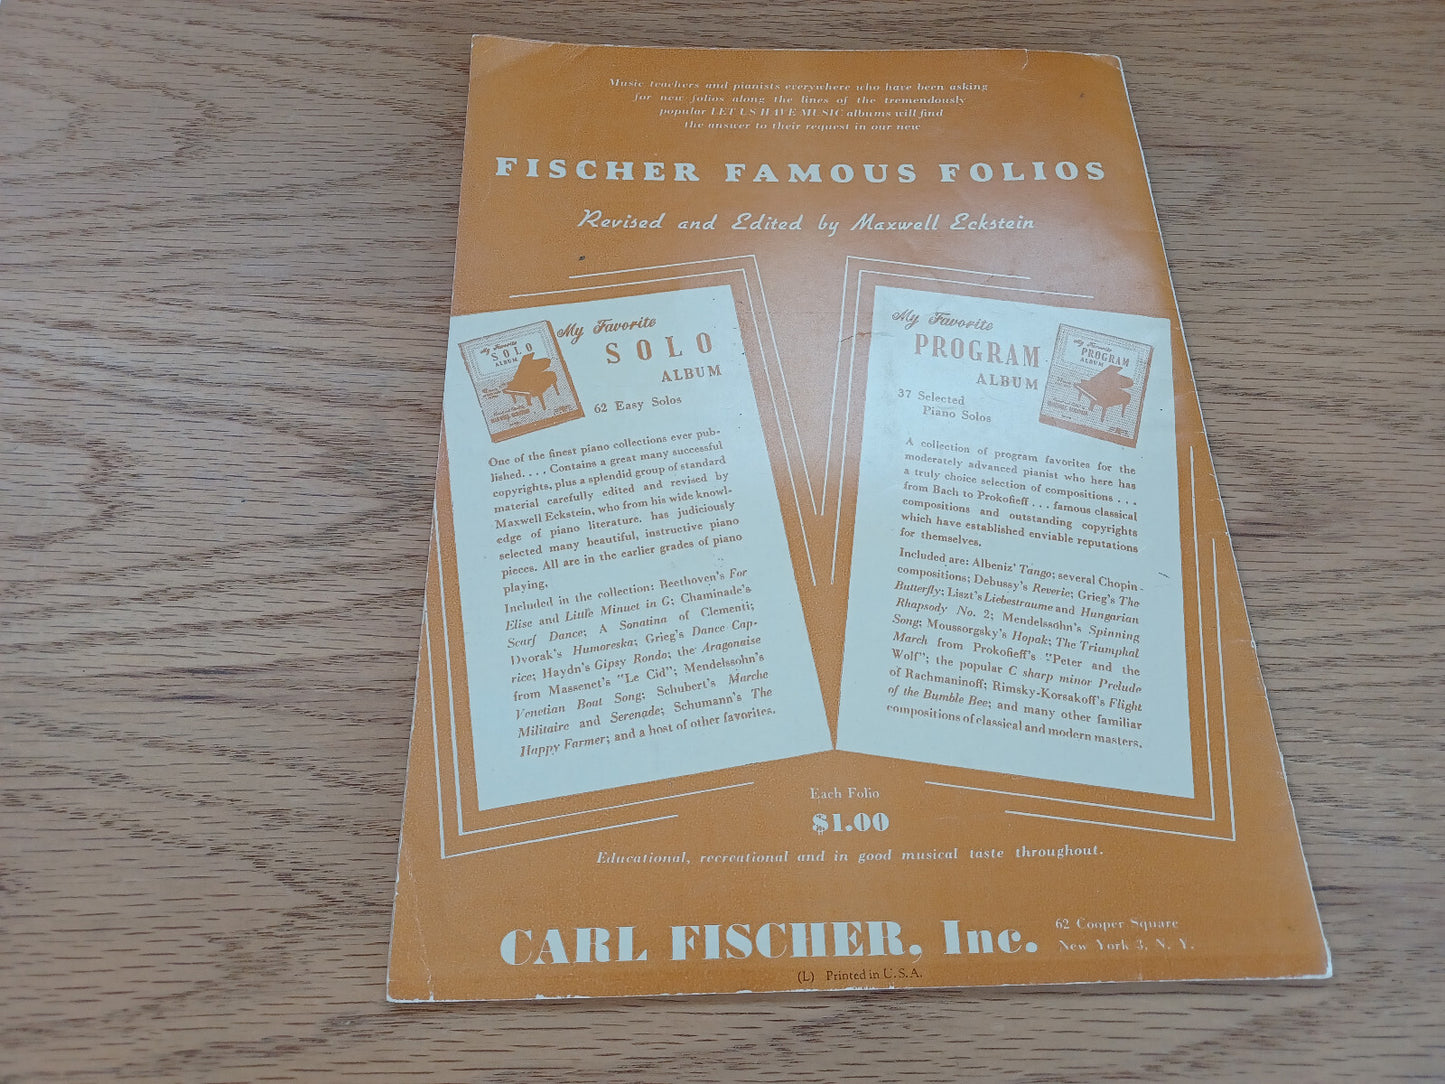 Music teachers and pianists everywhere who have been asking
for new folios along the lines of the tremendously
popular LET US HAVE MUSIC albums will find
the answer to their request in our new
FISCHER FAMOUS FOLIOS
Revised and Edited by Maxwell Eckstein
My Favorite
SOLO
ALBUM
62 Easy Solos
My Favorite
SOLO
ALBUM
One of the finest piano collections ever pub-
lished. . . . Contains a great many successful
copyrights, plus a splendid group of standard
material carefully edited and revised by
Maxwell Eckstein, who from his wide knowl-
edge of piano literature, has judiciously
selected many beautiful, instructive piano
pieces. All are in the earlier grades of piano
playing.
Included in the collection: Beethoven's For
Elise and Little Minuet in G; Chaminade's
Scarf Dance; A Sonatina of Clementi;
Dvorak's Humoreska; Grieg's Dance Cap-
rice; Haydn's Gipsy Rondo; the Aragonaise
from Massenet's "Le Cid"; Mendelssohn's
Venetian Boat Song; Schubert's Marche
Militaire and Serenade; Schumann's The
Happy Farmer; and a host of other favorites.
My Favorite
PROGRAM
ALBUM
37 Selected
Piano Solos
My Favorite
PROGRAM
ALBUM
A collection of program favorites for the
moderately advanced pianist who here has
a truly choice selection of compositions . . .
from Bach to Prokofieff . . . famous classical
compositions and outstanding copyrights
which have established enviable reputations
for themselves.
Included are: Albeniz' Tango; several Chopin
compositions; Debussy's Reverie; Grieg's The
Butterfly; Liszt's Liebestraume and Hungarian
Rhapsody No. 2; Mendelssohn's Spinning
Song; Moussorgsky's Hopak; The Triumphal
March from Prokofieff's "Peter and the
Wolf"; the popular C sharp minor Prelude
of Rachmaninoff; Rimsky-Korsakoff's Flight
of the Bumble Bee; and many other familiar
compositions of classical and modern masters.
Each Folio
$1.00
Educational, recreational and in good musical taste throughout.
CARL FISCHER, Inc.
62 Cooper Square
New York 3, N. Y.
(L) Printed in U.S.A.